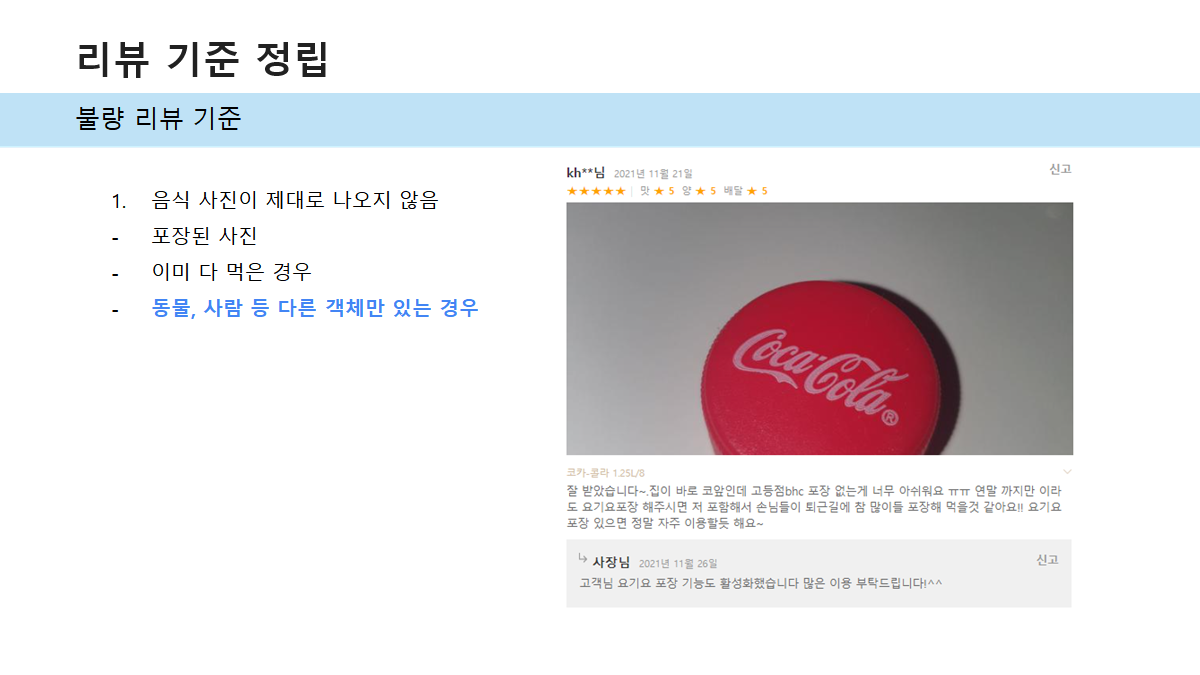 리뷰 기준 정립
불량 리뷰 기준
1. 음식 사진이 제대로 나오지 않음
- 포장된 사진
- 이미 다 먹은 경우
- 동물, 사람 등 다른 객체만 있는 경우
kh**님 2021년 11월 21일 신고
★★★★★ | 맛 ★ 5 양 ★ 5 배달 ★ 5
Coca-Cola®
코카-콜라 1.25L/8
잘 받았습니다~.집이 바로 코앞인데 고등점bhc 포장 없는게 너무 아쉬워요 ㅠㅠ 연말 까지만 이라
도 요기요포장 해주시면 저 포함해서 손님들이 퇴근길에 참 많이들 포장해 먹을것 같아요!! 요기요
포장 있으면 정말 자주 이용할듯 해요~
사장님 2021년 11월 26일 신고
고객님 요기요 포장 기능도 활성화했습니다 많은 이용 부탁드립니다!^^